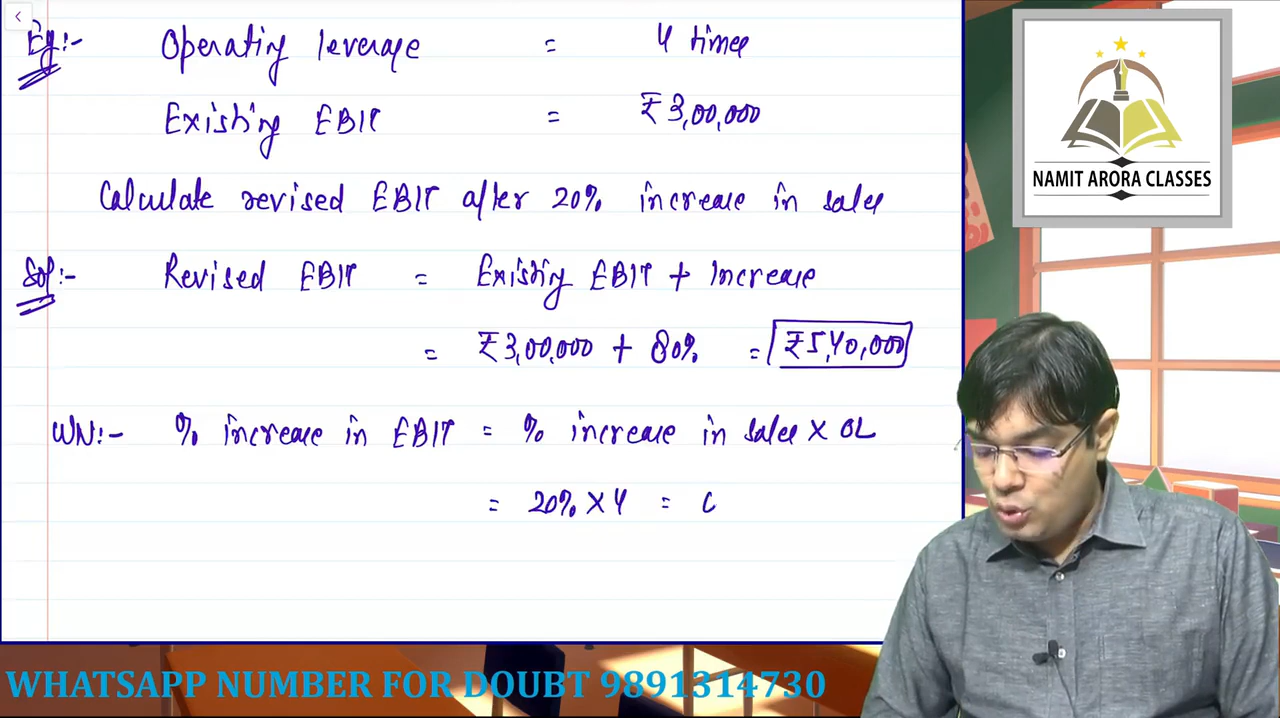 Eg:- Operating leverage = 4 times
Existing EBIT = ₹3,00,000
Calculate revised EBIT after 20% increase in sales
Sol:- Revised EBIT = Existing EBIT + Increase
= ₹3,00,000 + 80% = ₹5,40,000
WN:- % increase in EBIT = % increase in sales X OL
= 20% X 4 =
NAMIT ARORA CLASSES
WHATSAPP NUMBER FOR DOUBT 9891314730